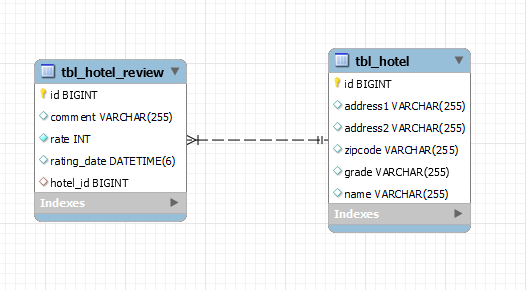 tbl_hotel_review
id BIGINT
comment VARCHAR(255)
rate INT
rating_date DATETIME(6)
hotel_id BIGINT
Indexes
tbl_hotel
id BIGINT
address1 VARCHAR(255)
address2 VARCHAR(255)
zipcode VARCHAR(255)
grade VARCHAR(255)
name VARCHAR(255)
Indexes